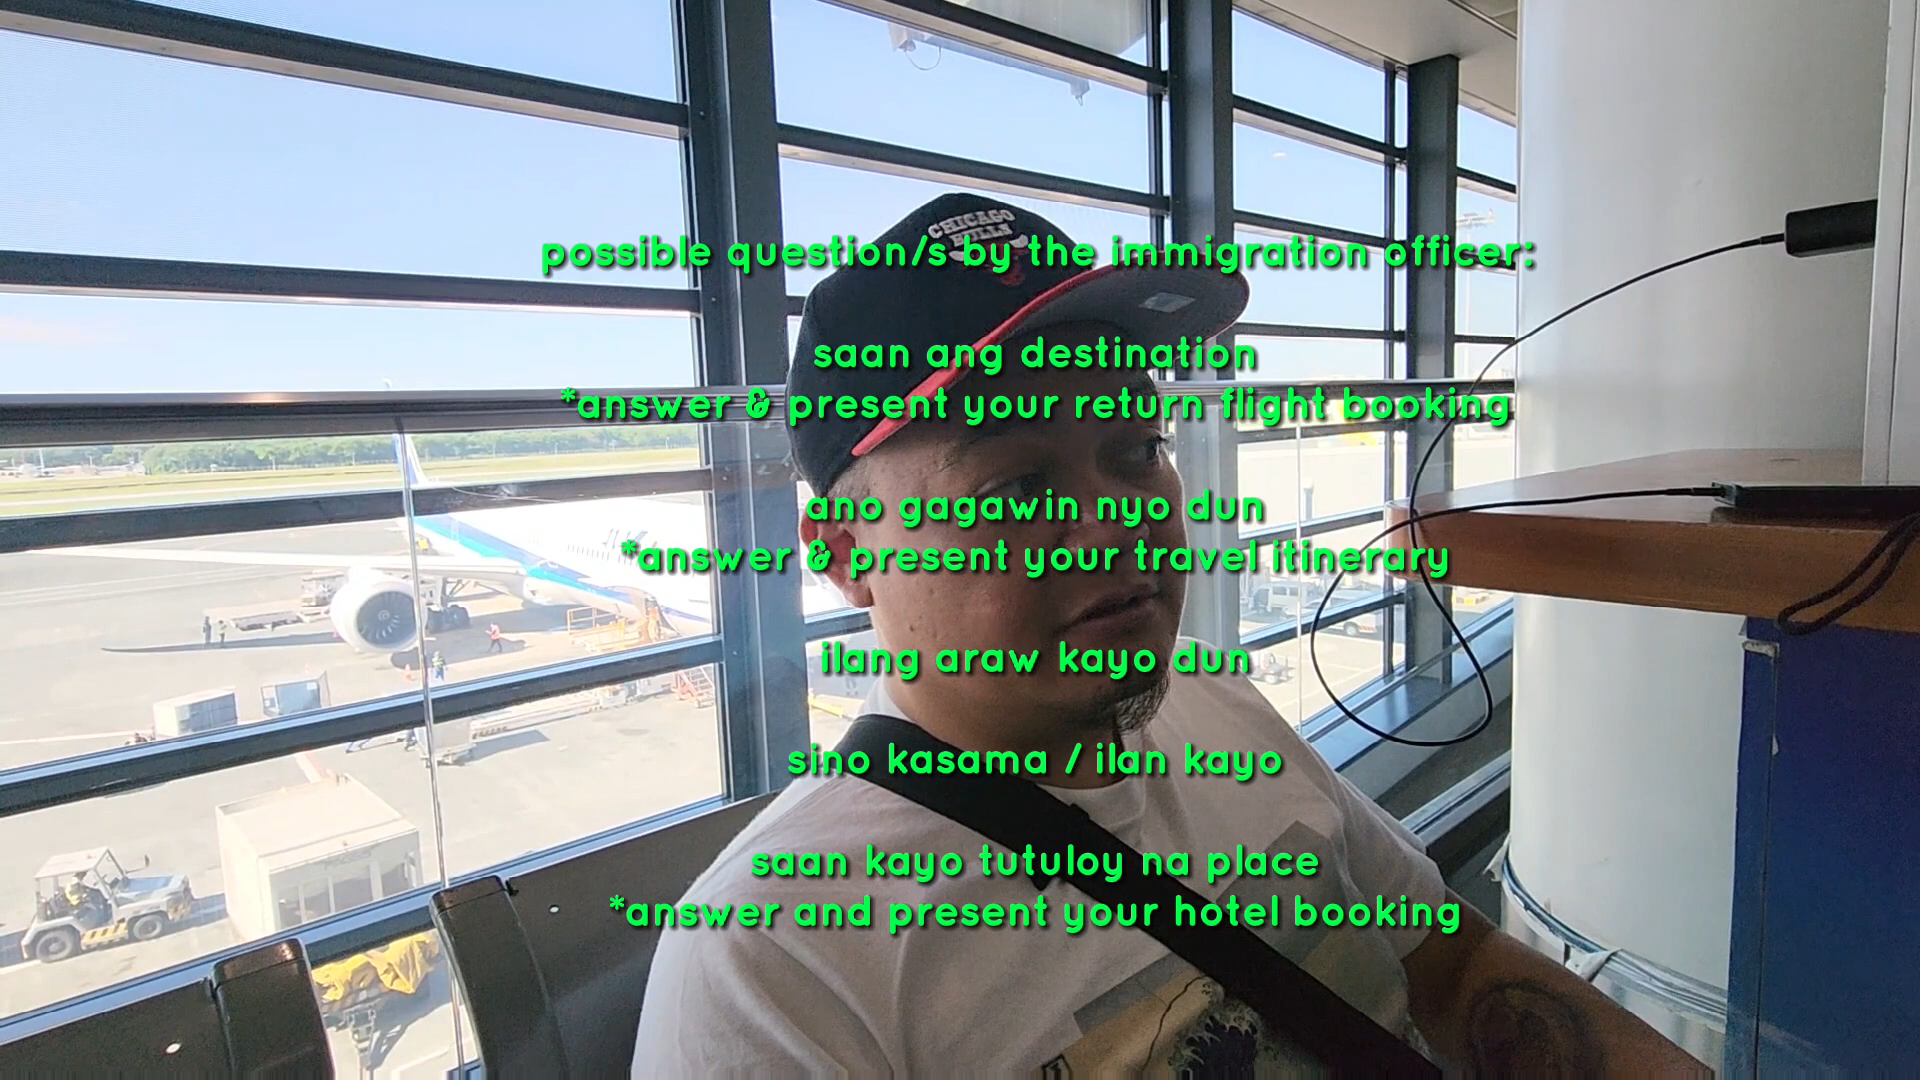 CHICAGO
BULLS
possible question/s by the immigration officer:
saan ang destination
*answer & present your return flight booking
ano gagawin nyo dun
*answer & present your travel itinerary
ilang araw kayo dun
sino kasama / ilan kayo
saan kayo tutuloy na place
*answer and present your hotel booking